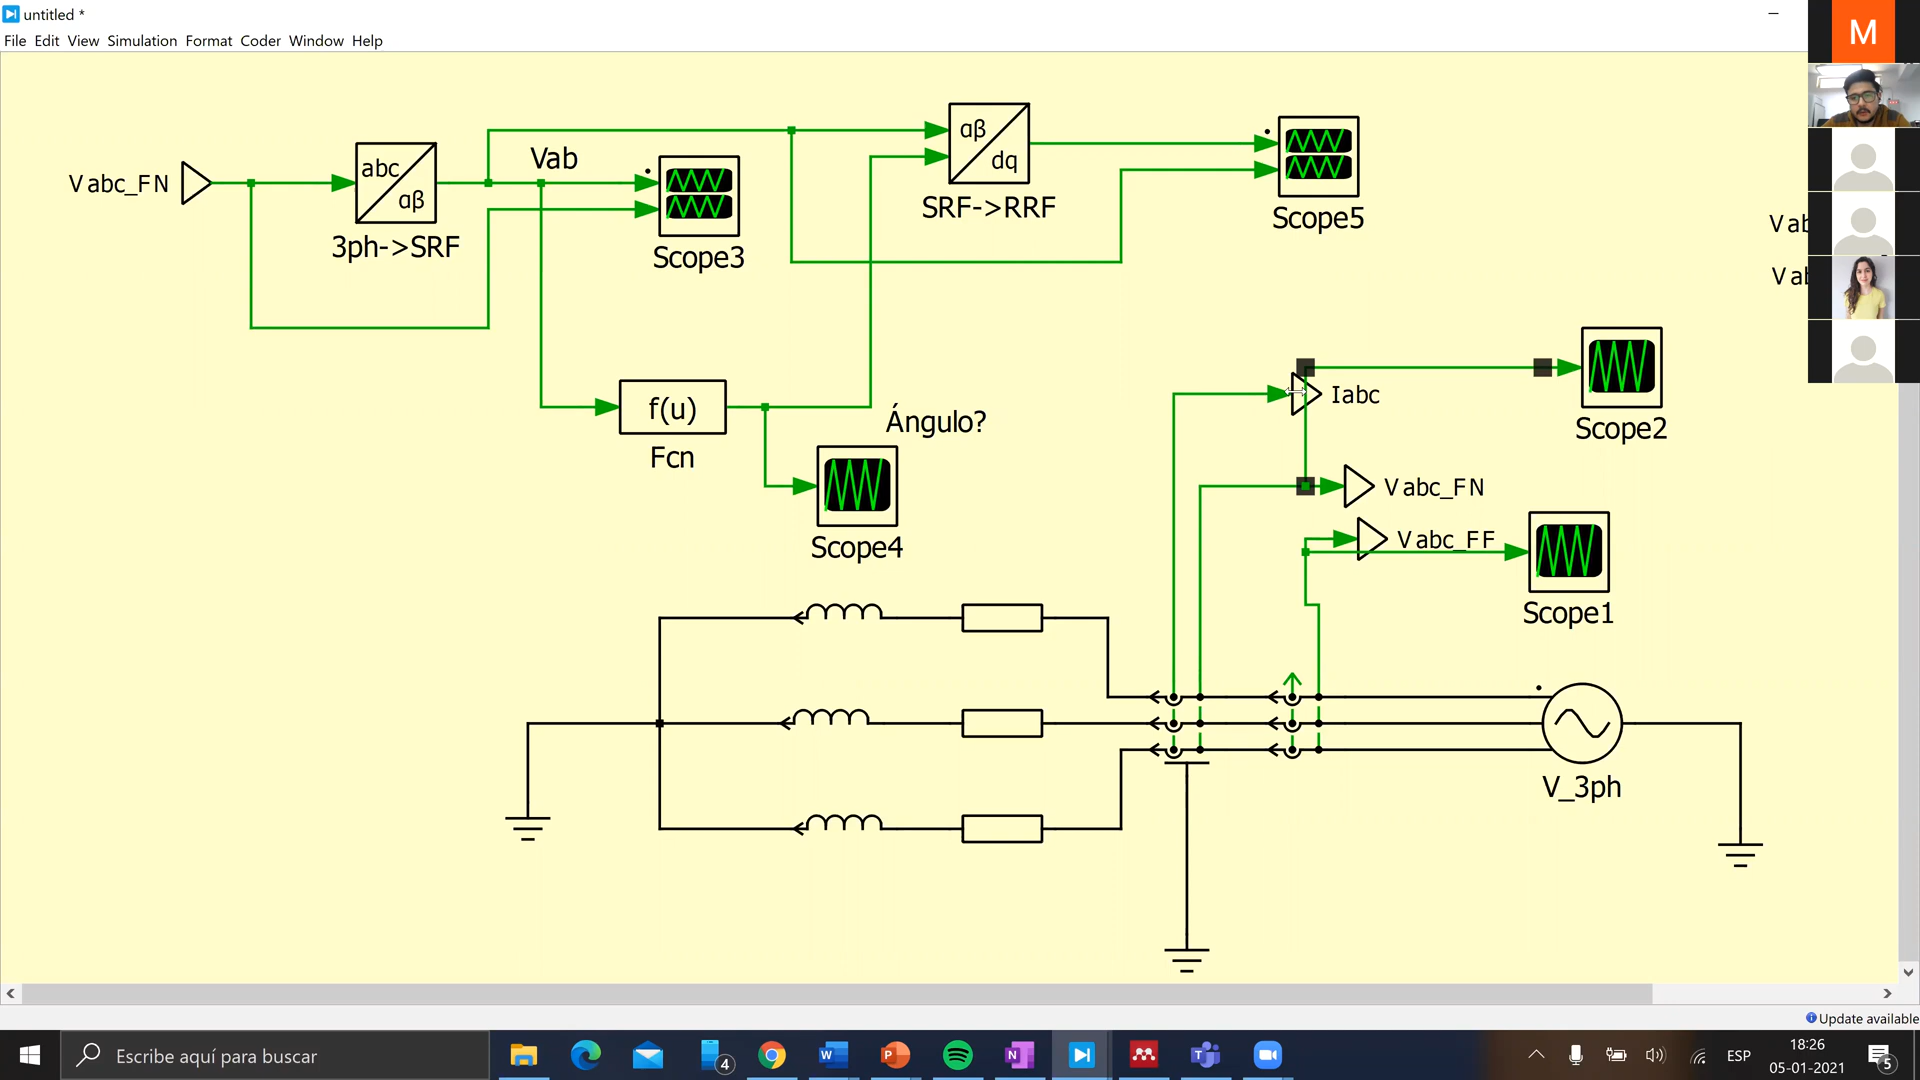 untitled *
File Edit View Simulation Format Coder Window Help
M
Vabc_FN
abc
αβ
3ph->SRF
Vab
Scope3
αβ
dq
SRF->RRF
Scope5
f(u)
Fcn
Ángulo?
Scope4
Iabc
Scope2
Vabc_FN
Vabc_FF
Scope1
V_3ph
Update available
Escribe aquí para buscar
4
W
P
N
ESP
18:26
05-01-2021
5